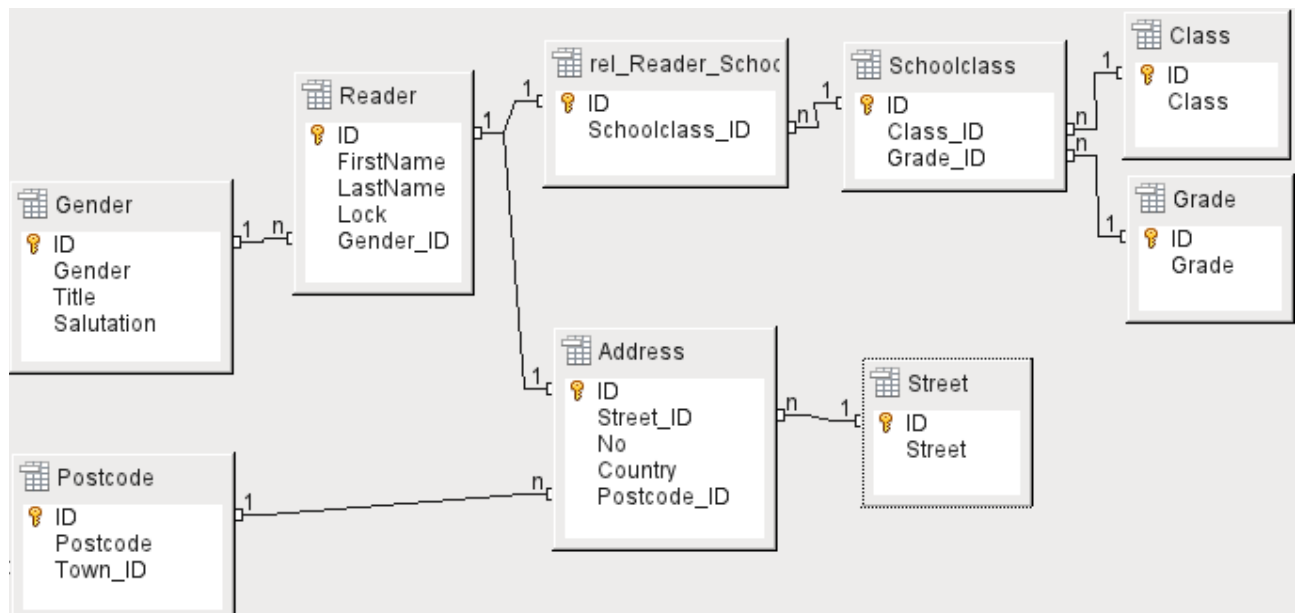 Gender
ID
Gender
Title
Salutation
1
n
Reader
ID
FirstName
LastName
Lock
Gender_ID
1
1
rel_Reader_Schoo
ID
Schoolclass_ID
n
1
Schoolclass
ID
Class_ID
Grade_ID
n
n
1
Class
ID
Class
1
Grade
ID
Grade
Postcode
ID
Postcode
Town_ID
1
n
1
Address
ID
Street_ID
No
Country
Postcode_ID
n
1
Street
ID
Street